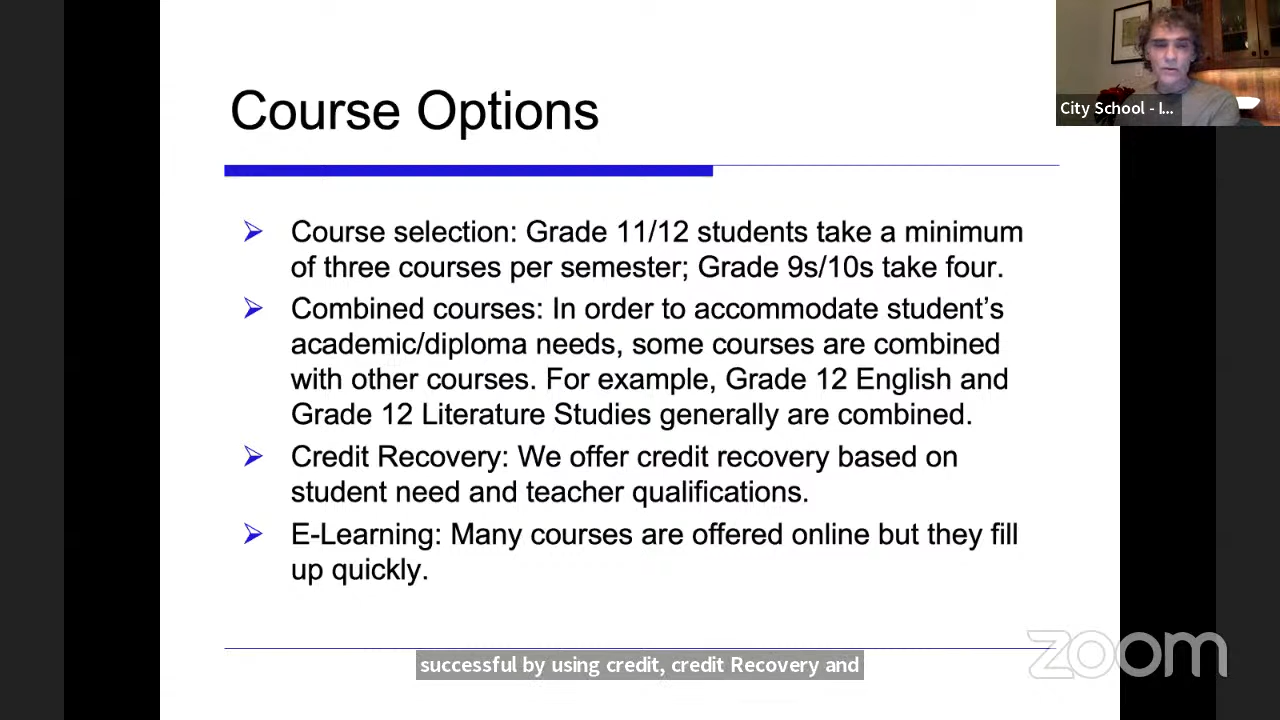 City School - I...
Course Options
Course selection: Grade 11/12 students take a minimum
of three courses per semester; Grade 9s/10s take four.
Combined courses: In order to accommodate student’s
academic/diploma needs, some courses are combined
with other courses. For example, Grade 12 English and
Grade 12 Literature Studies generally are combined.
Credit Recovery: We offer credit recovery based on
student need and teacher qualifications.
E-Learning: Many courses are offered online but they fill
up quickly.
successful by using credit, credit Recovery and
zoom